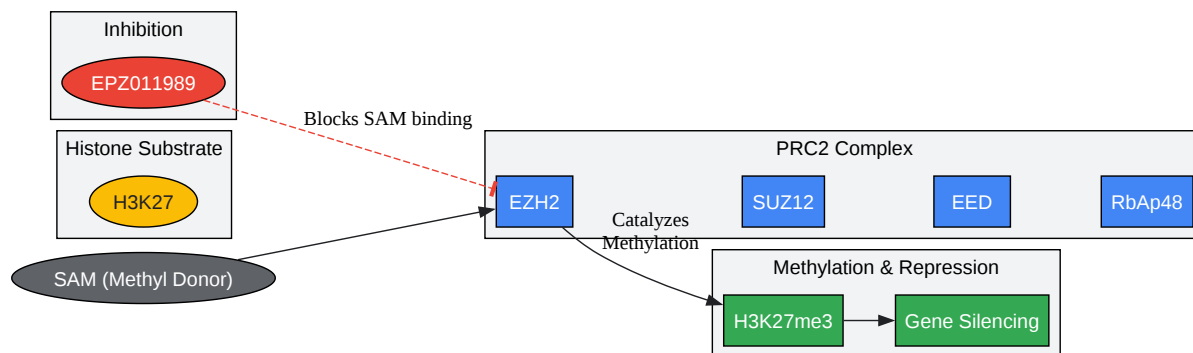 Inhibition
EPZ011989
Blocks SAM binding
Histone Substrate
H3K27
SAM (Methyl Donor)
PRC2 Complex
EZH2
SUZ12
EED
RbAp48
Catalyzes
Methylation
Methylation & Repression
H3K27me3
Gene Silencing